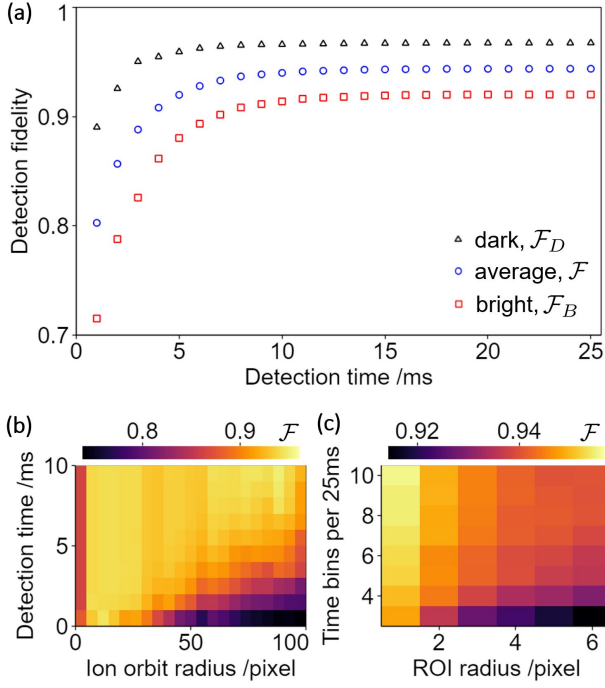 (a)
1
0.9
0.8
0.7
Detection fidelity
dark, 𝓕_D
average, 𝓕
bright, 𝓕_B
0 5 10 15 20 25
Detection time /ms
(b)
0.8 0.9 𝓕
10
5
0
Detection time /ms
0 50 100
Ion orbit radius /pixel
(c)
0.92 0.94 𝓕
10
8
6
4
Time bins per 25ms
2 4 6
ROI radius /pixel